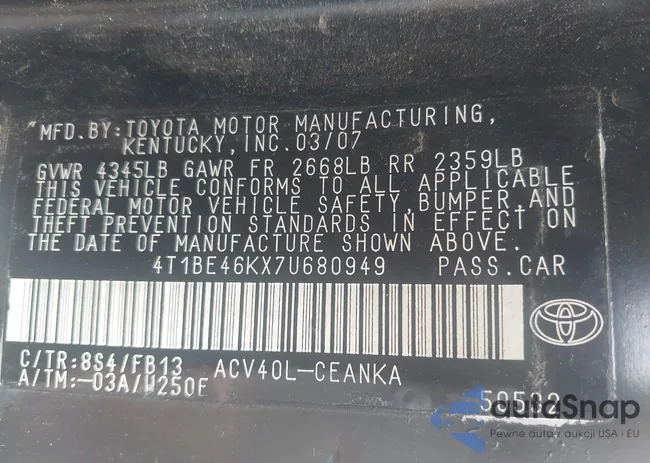 MFD.BY:TOYOTA MOTOR MANUFACTURING,
KENTUCKY,INC.03/07
GVWR 4345LB GAWR FR 2668LB RR 2359LB
THIS VEHICLE CONFORMS TO ALL APPLICABLE
FEDERAL MOTOR VEHICLE SAFETY,BUMPER,AND
THEFT PREVENTION STANDARDS IN EFFECT ON
THE DATE OF MANUFACTURE SHOWN ABOVE.
4T1BE46KX7U680949 PASS.CAR
C/TR:8S4/FB13 ACV40L-CEANKA
A/TM:-03A/U250F
autoSnap
Pewne auta z aukcji USA i EU